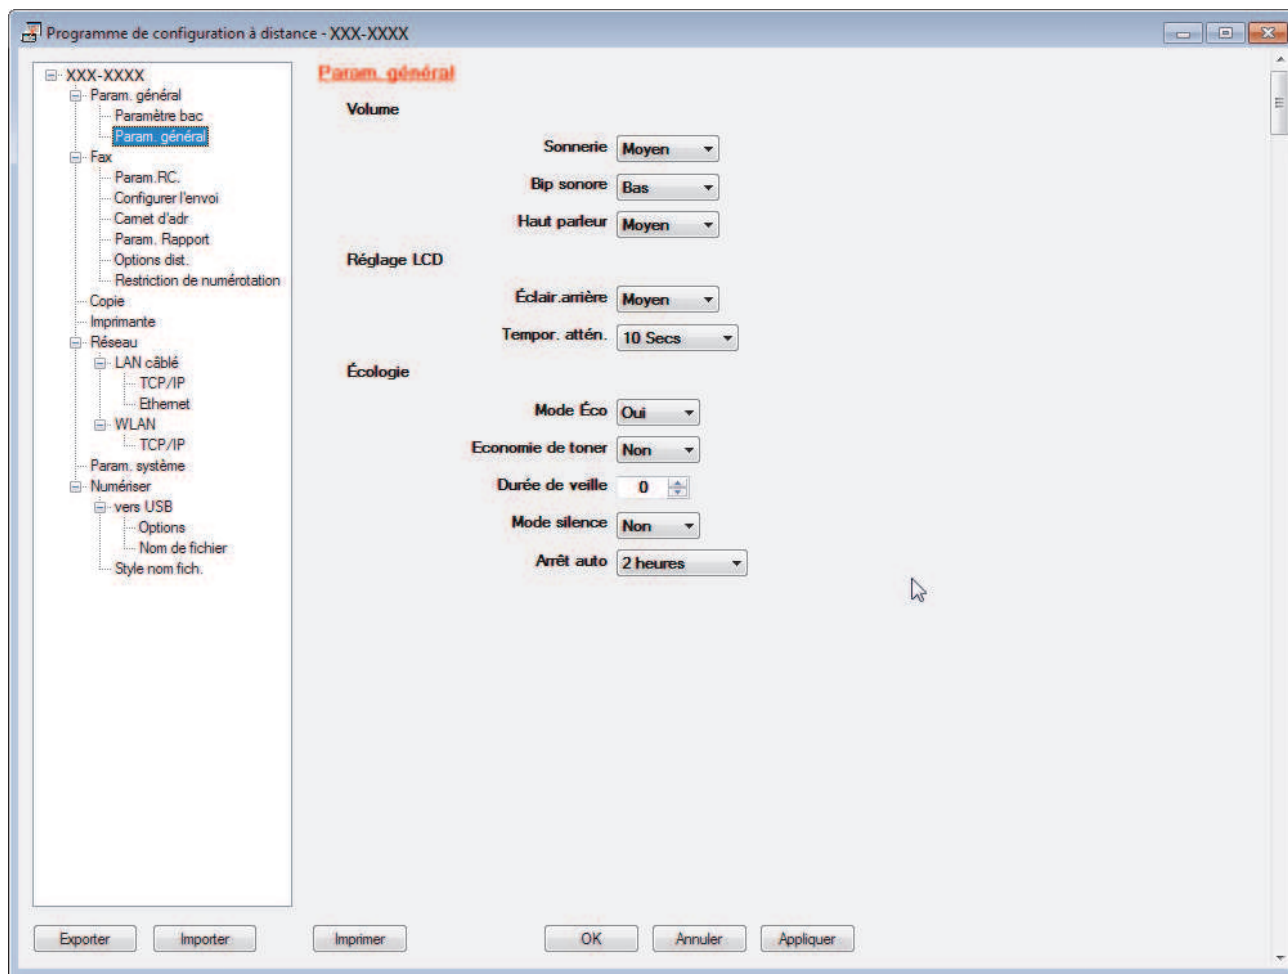 Programme de configuration à distance - XXX-XXXX
XXX-XXXX
Param. général
Paramètre bac
Param. général
Fax
Param.RC.
Configurer l'envoi
Carnet d'adr
Param. Rapport
Options dist.
Restriction de numérotation
Copie
Imprimante
Réseau
LAN câblé
TCP/IP
Ethernet
WLAN
TCP/IP
Param. système
Numériser
vers USB
Options
Nom de fichier
Style nom fich.
Param. général
Volume
Sonnerie Moyen
Bip sonore Bas
Haut parleur Moyen
Réglage LCD
Éclair.arrière Moyen
Tempor. attén. 10 Secs
Écologie
Mode Éco Oui
Economie de toner Non
Durée de veille 0
Mode silence Non
Arrêt auto 2 heures
Exporter Importer Imprimer OK Annuler Appliquer